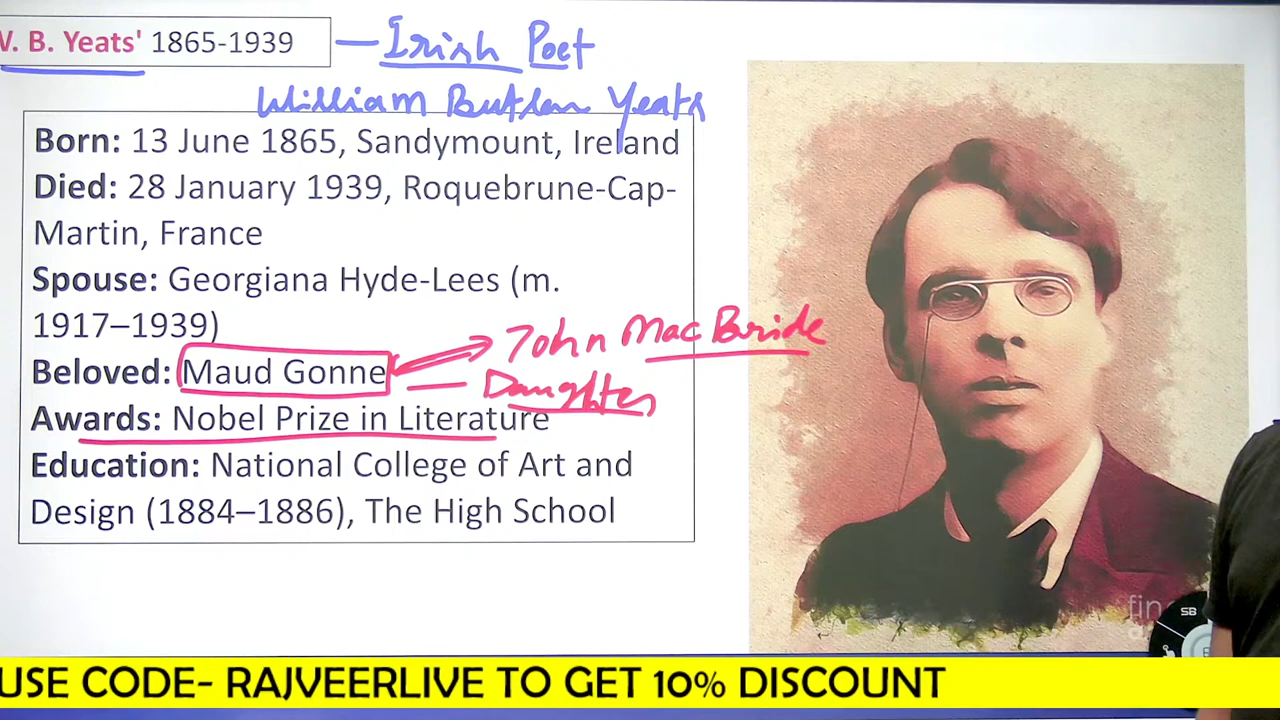 W. B. Yeats' 1865-1939 — Irish Poet
William Butler Yeats
Born: 13 June 1865, Sandymount, Ireland
Died: 28 January 1939, Roquebrune-Cap-
Martin, France
Spouse: Georgiana Hyde-Lees (m.
1917–1939)
John Mac Bride
Beloved: Maud Gonne — Daughter
Awards: Nobel Prize in Literature
Education: National College of Art and
Design (1884–1886), The High School
fin
SB
USE CODE- RAJVEERLIVE TO GET 10% DISCOUNT